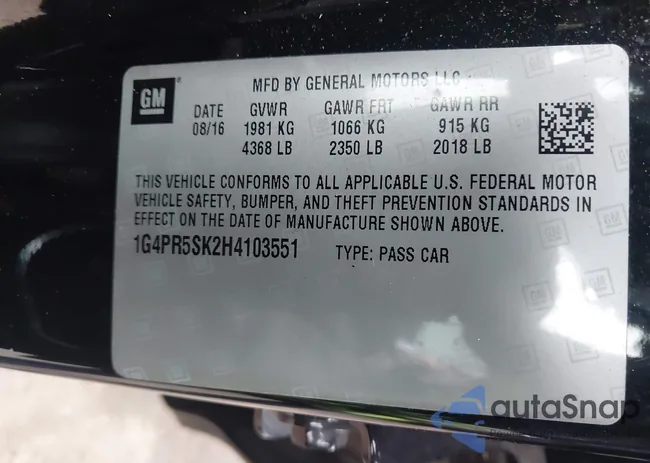 GM
MFD BY GENERAL MOTORS LLC
DATE GVWR GAWR FRT GAWR RR
08/16 1981 KG 1066 KG 915 KG
4368 LB 2350 LB 2018 LB
THIS VEHICLE CONFORMS TO ALL APPLICABLE U.S. FEDERAL MOTOR
VEHICLE SAFETY, BUMPER, AND THEFT PREVENTION STANDARDS IN
EFFECT ON THE DATE OF MANUFACTURE SHOWN ABOVE.
1G4PR5SK2H4103551 TYPE: PASS CAR
autaSnap